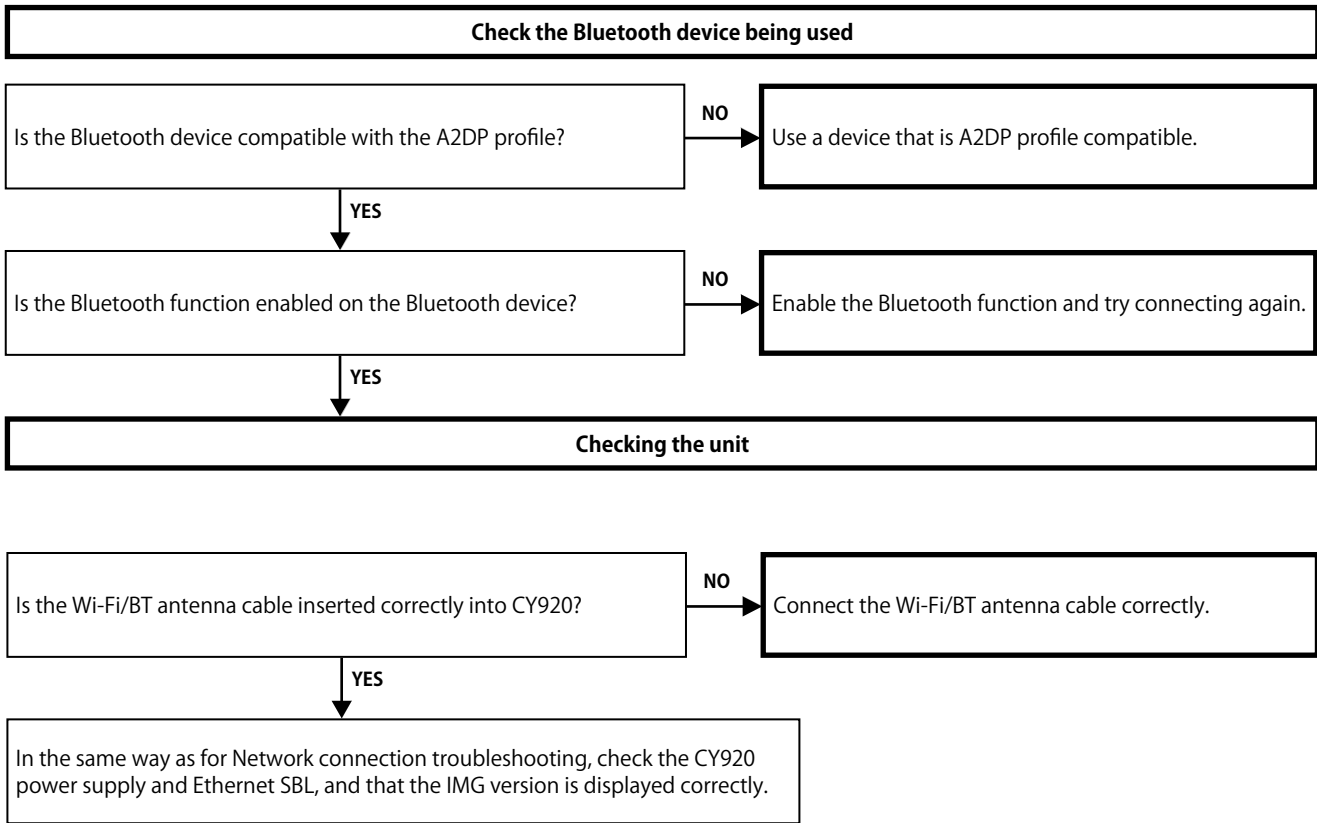 Check the Bluetooth device being used
Is the Bluetooth device compatible with the A2DP profile?
NO
Use a device that is A2DP profile compatible.
YES
Is the Bluetooth function enabled on the Bluetooth device?
NO
Enable the Bluetooth function and try connecting again.
YES
Checking the unit
Is the Wi-Fi/BT antenna cable inserted correctly into CY920?
NO
Connect the Wi-Fi/BT antenna cable correctly.
YES
In the same way as for Network connection troubleshooting, check the CY920
power supply and Ethernet SBL, and that the IMG version is displayed correctly.